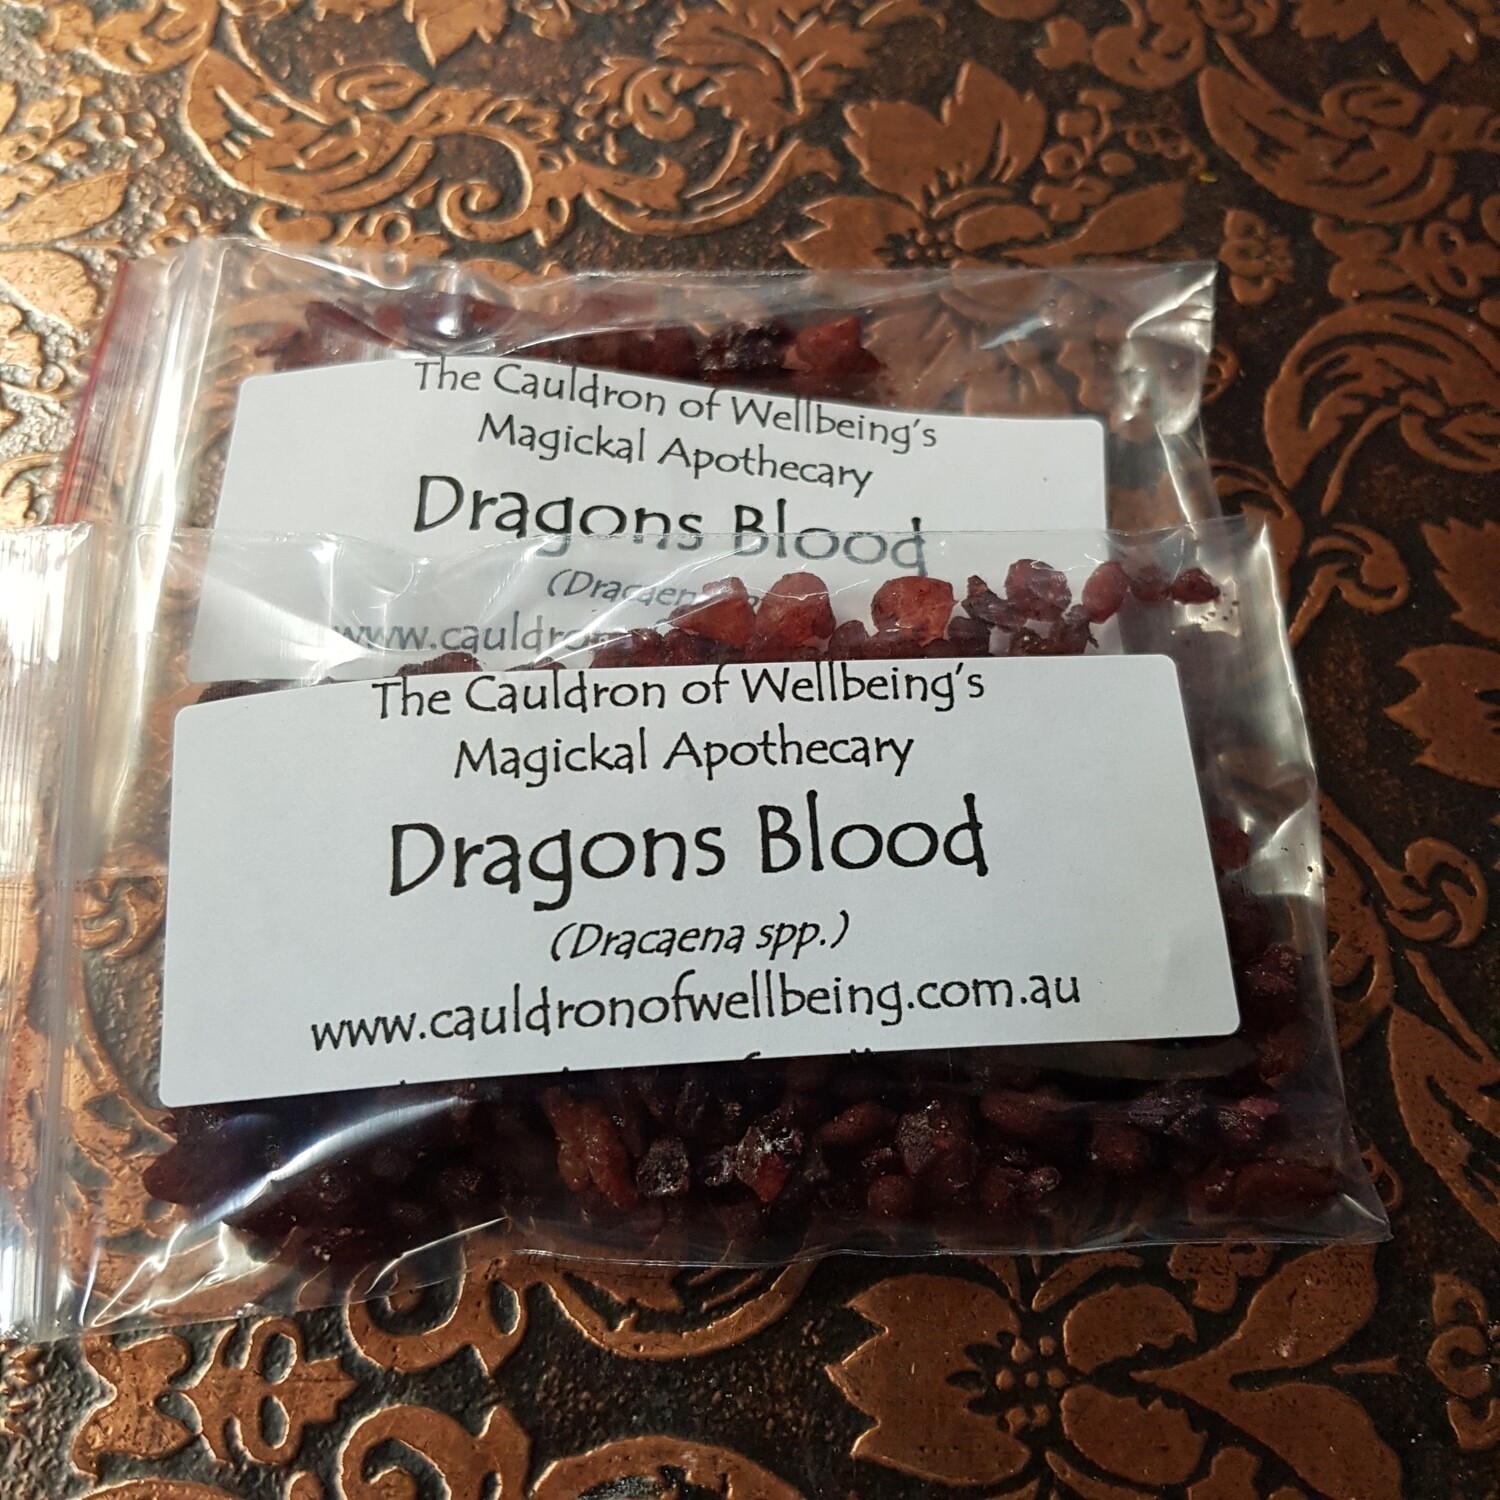 The Cauldron of Wellbeing's
Magickal Apothecary
Dragons Blood
The Cauldron of Wellbeing's
Magickal Apothecary
Dragons Blood
(Dracaena spp.)
www.cauldronofwellbeing.com.au